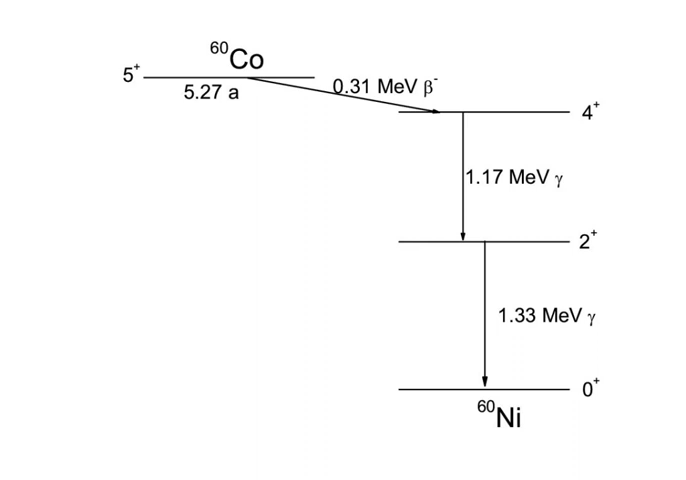 ⁶⁰Co
5⁺
5.27 a
0.31 MeV β⁻
4⁺
1.17 MeV γ
2⁺
1.33 MeV γ
0⁺
⁶⁰Ni